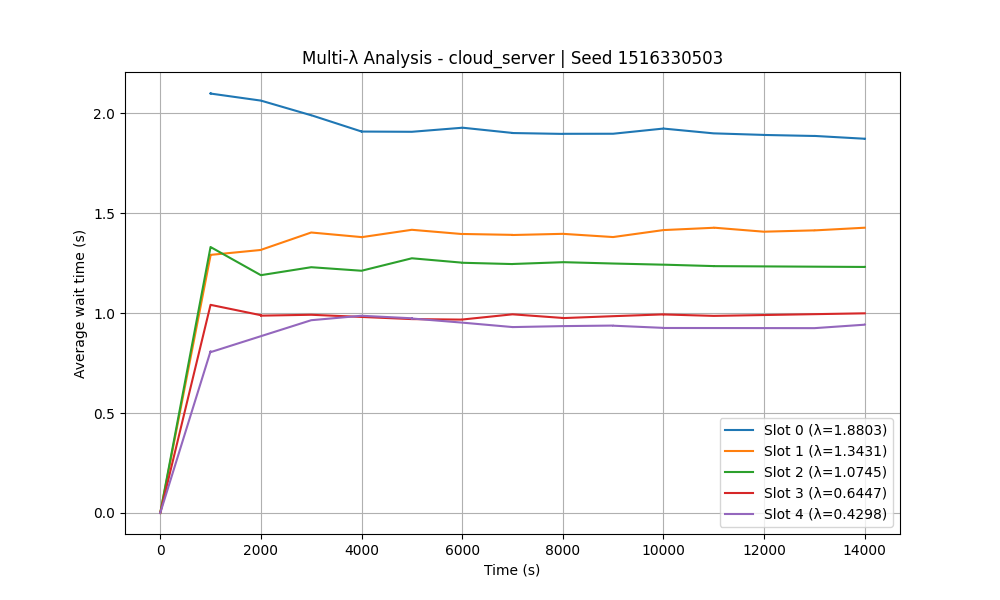 Multi-λ Analysis - cloud_server | Seed 1516330503
Average wait time (s)
2.0
1.5
1.0
0.5
0.0
Slot 0 (λ=1.8803)
Slot 1 (λ=1.3431)
Slot 2 (λ=1.0745)
Slot 3 (λ=0.6447)
Slot 4 (λ=0.4298)
0 2000 4000 6000 8000 10000 12000 14000
Time (s)